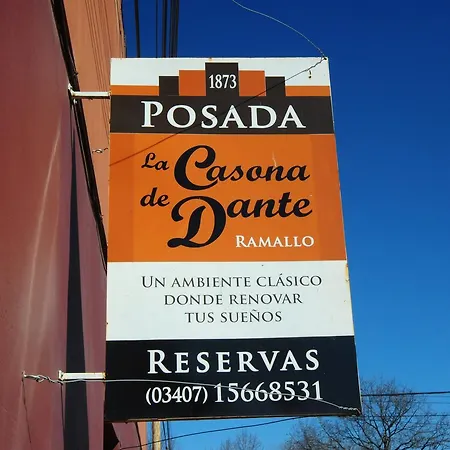 1873
POSADA
La Casona
de Dante
RAMALLO
UN AMBIENTE CLÁSICO
DONDE RENOVAR
TUS SUEÑOS
RESERVAS
(03407) 15668531